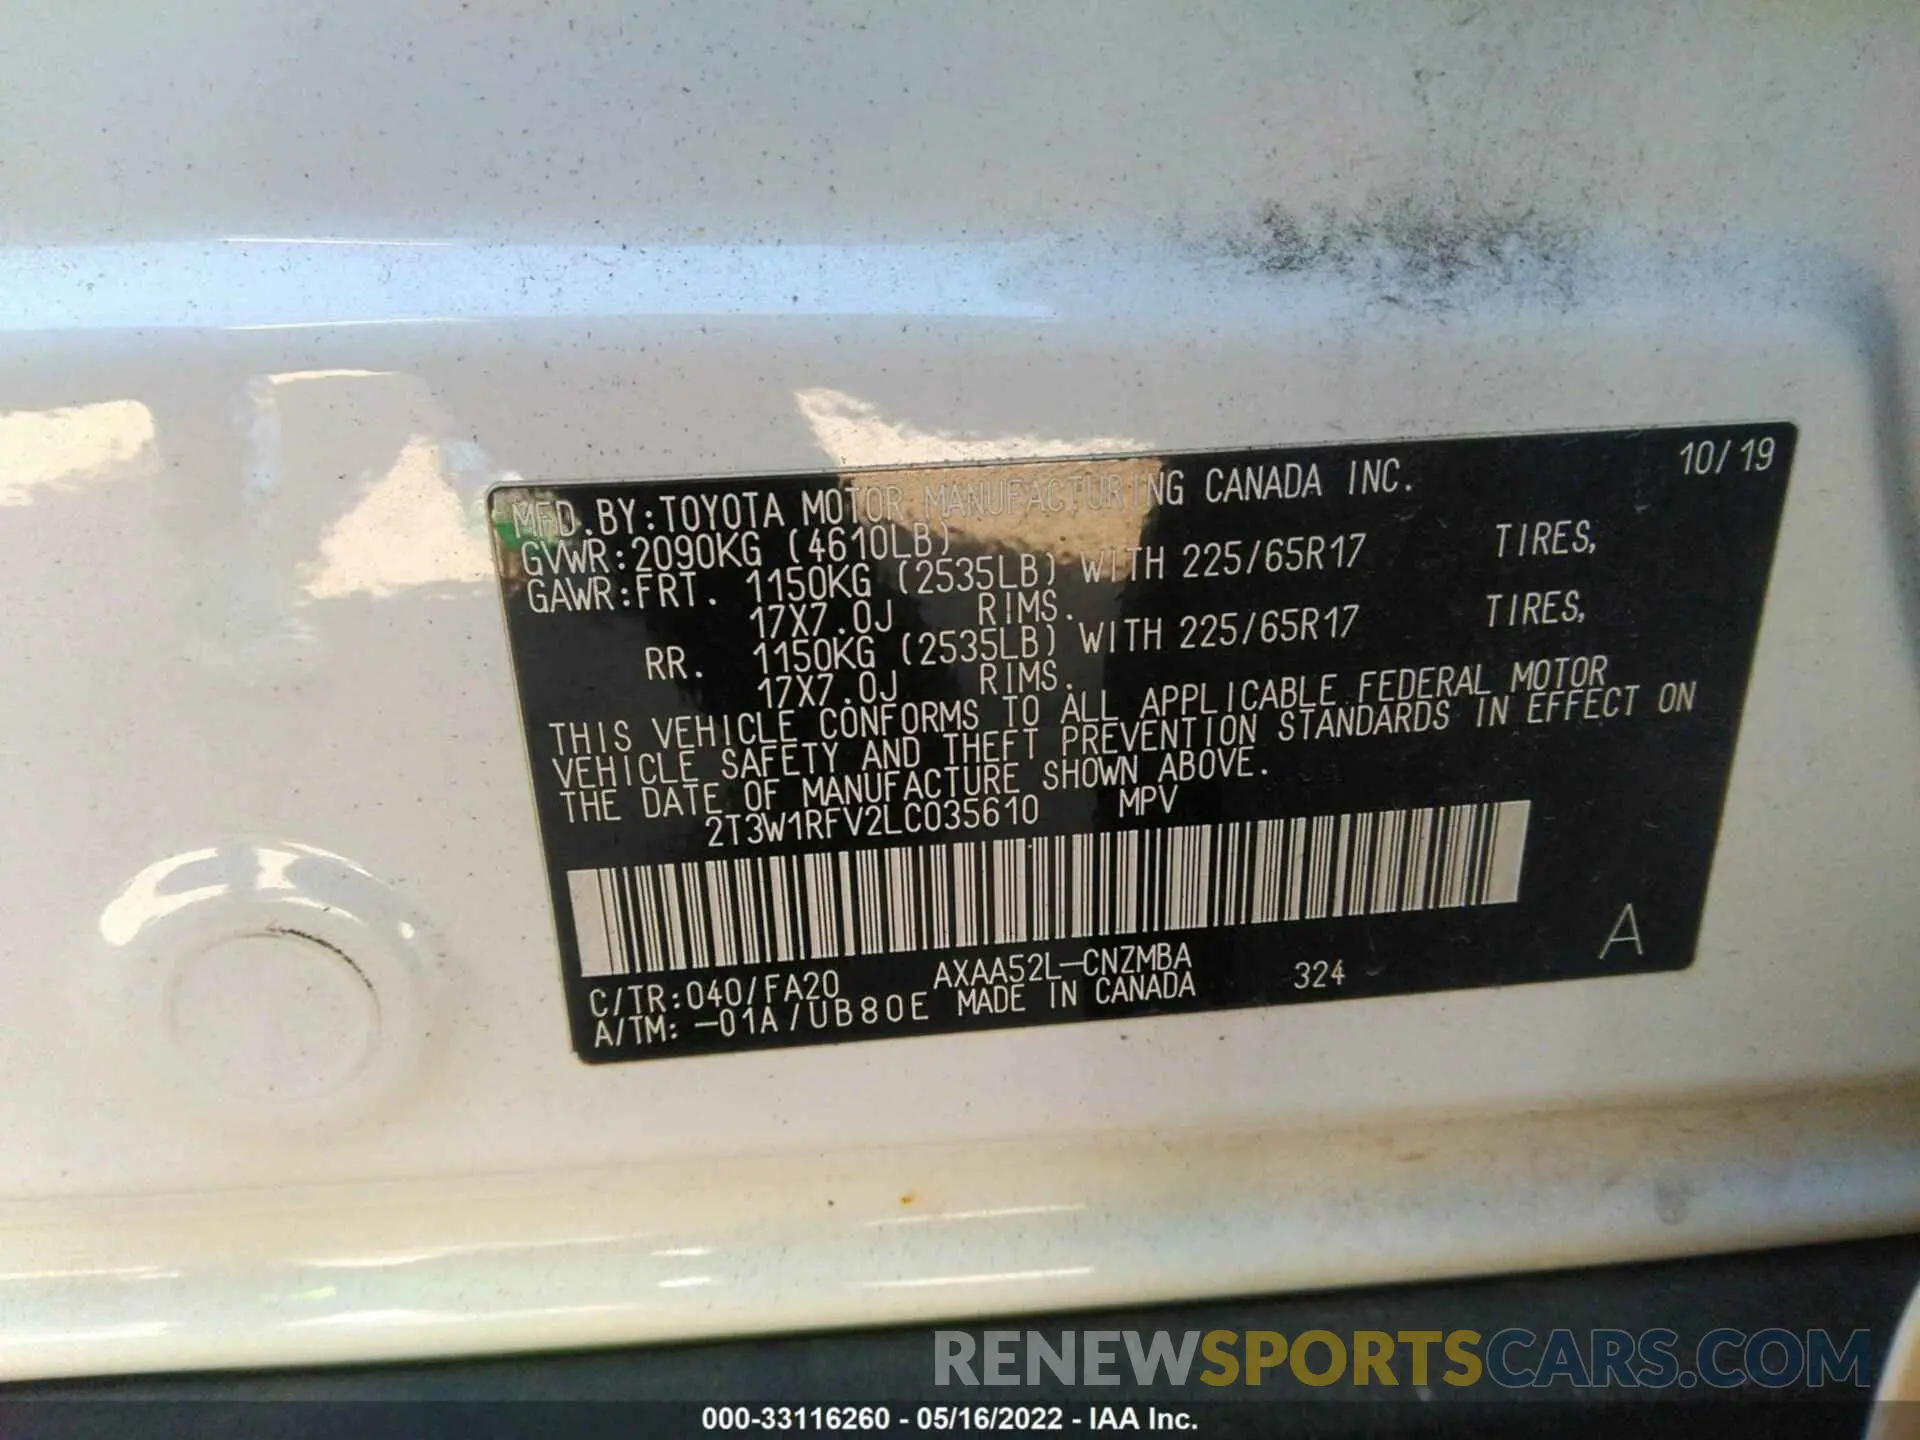 10/19
MFD.BY:TOYOTA MOTOR MANUFACTURING CANADA INC.
GVWR:2090KG (4610LB)
GAWR:FRT. 1150KG (2535LB) WITH 225/65R17 TIRES,
17X7.0J RIMS.
RR. 1150KG (2535LB) WITH 225/65R17 TIRES,
17X7.0J RIMS.
THIS VEHICLE CONFORMS TO ALL APPLICABLE FEDERAL MOTOR
VEHICLE SAFETY AND THEFT PREVENTION STANDARDS IN EFFECT ON
THE DATE OF MANUFACTURE SHOWN ABOVE.
2T3W1RFV2LC035610 MPV
A
C/TR:040/FA20 AXAA52L-CNZMBA 324
A/TM: -01A/UB80E MADE IN CANADA
RENEWSPORTSCARS.COM
000-33116260 - 05/16/2022 - IAA Inc.